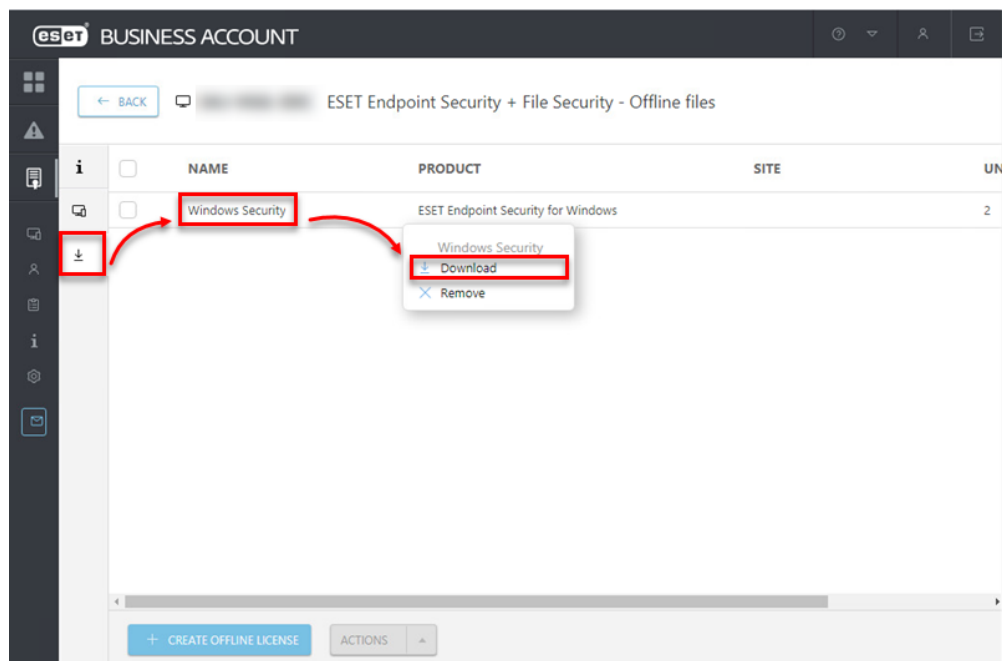 eset BUSINESS ACCOUNT
← BACK
ESET Endpoint Security + File Security - Offline files
NAME PRODUCT SITE UN
Windows Security ESET Endpoint Security for Windows 2
Windows Security
Download
Remove
+ CREATE OFFLINE LICENSE ACTIONS